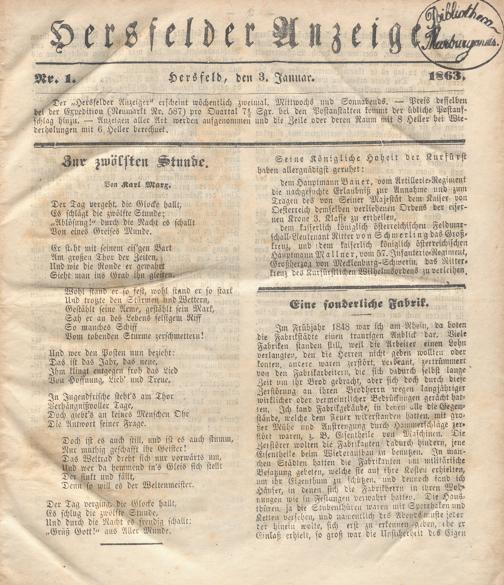 Hersfelder Anzeiger
Bibliothek
Nr. 1.
Hersfeld, den 3. Januar.
1863.
Der „Hersfelder Anzeiger“ erscheint wöchentlich zweimal, Mittwochs und Sonnabends. — Preis desselben
bei der Expedition (Neumarkt Nr. 587) pro Quartal 7½ Sgr. bei den Postanstalten kommt der übliche Postauf-
schlag hinzu. — Anzeigen aller Art werden aufgenommen und die Zeile oder deren Raum mit 8 Heller bei Wie-
derholungen mit 6 Heller berechnet.
Zur zwölften Stunde.
Von Karl Marx.
Der Tag vergeht, die Glocke hallt,
Es schlägt die zwölfte Stunde;
„Ablösung!“ durch die Nacht es schallt
Von eines Greises Munde.
Er steht mit seinem eis'gen Bart
Am großen Thor der Zeiten,
Und wie die Ronde er gewahrt
Sieht man ins Grab ihn gleiten.
Wohl stand er so fest, wohl stand er so stark
Und trotzte den Stürmen und Wettern,
Gestählt seine Arme, gestählt sein Mark,
Sah er an des Lebens felsigem Riff
So manches Schiff
Vom tobenden Sturme zerschmettern!
Und wer den Posten nun bezieht:
Das ist das Jahr, das neue,
Ihm klingt entgegen froh das Lied
Von Hoffnung, Lieb' und Treue.
In Jugendfrische steht's am Thor
Verhängnißvoller Tage,
Doch giebt's an keines Menschen Ohr
Die Antwort seiner Frage.
Doch ist es auch still, und ist es auch stumm,
Nur muthig geschafft ihr Geister!
Das Weltrad dreht sich nur vorwärts um,
Und wer da hemmend in's Gleis sich stellt
Der sinkt und fällt,
Denn so will es der Weltenmeister.
Der Tag verging, die Glocke hallt,
Es schlug die zwölfte Stunde,
Und durch die Nacht es freudig schallt:
„Grüß Gott!“ aus Aller Munde.
Seine Königliche Hoheit der Kurfürst
haben allergnädigst geruhet:
dem Hauptmann Bauer, vom Artillerie-Regiment
die nachgesuchte Erlaubniß zur Annahme und zum
Tragen des von Seiner Majestät dem Kaiser von
Oesterreich demselben verliehenen Ordens der eiser-
nen Krone 3. Klasse zu ertheilen,
dem kaiserlich königlich österreichischen Feldmar-
schall-Lieutenant Ritter von Schmerling das Groß-
kreuz, und dem kaiserlich königlich österreichischen
Hauptmann Mallner, vom 57. Infanterie-Regiment,
Großherzog von Mecklenburg-Schwerin, das Ritter-
kreuz des Kurfürstlichen Wilhelmsordens zu verleihen.
Eine sonderliche Fabrik.
Im Frühjahr 1848 war ich am Rhein, da boten
die Fabrikstädte einen traurigen Anblick dar. Viele
Fabriken standen still, weil die Arbeiter einen Lohn
verlangten, den die Herren nicht geben wollten oder
konnten, andere waren zerstört, verbrannt, zertrümmert
von den Fabrikarbeitern, die sich dadurch selbst lange
Zeit um ihr Brod gebracht, aber sich doch durch diese
Zerstörung an ihren Brodherrn wegen langjähriger
wirklicher oder vermeintlicher Bedrückungen gerächt hat-
ten. Ich fand Fabrikgebäude, in denen alle die Gegen-
stände, welche dem Feuer widerstanden hatten, mit gro-
ßer Mühe und Anstrengung durch Hammerschläge zer-
stört waren, z. B. Eisentheile von Maschinen. Die
Zerstörer wollten die Fabrikanten dadurch hindern, jene
Eisentheile beim Wiederaufbau zu benutzen. In man-
chen Städten hatten die Fabrikanten um militärische
Besatzung gebeten, welche sie auf ihre Kosten erhielten,
um ihr Eigenthum zu schützen, und dennoch fand ich
Häuser, in denen sich die Fabrikherrn in ihren Woh-
nungen wie in Festungen verwahrt hatten. Die Haus-
thüren, ja die Stubenthüren waren mit Sperrhaken und
Ketten versehen, und namentlich des Abends mußte jeder
der hinein wollte, sich erst zu erkennen geben, ehe er
Einlaß erhielt, so groß war die Unsicherheit des Eigen